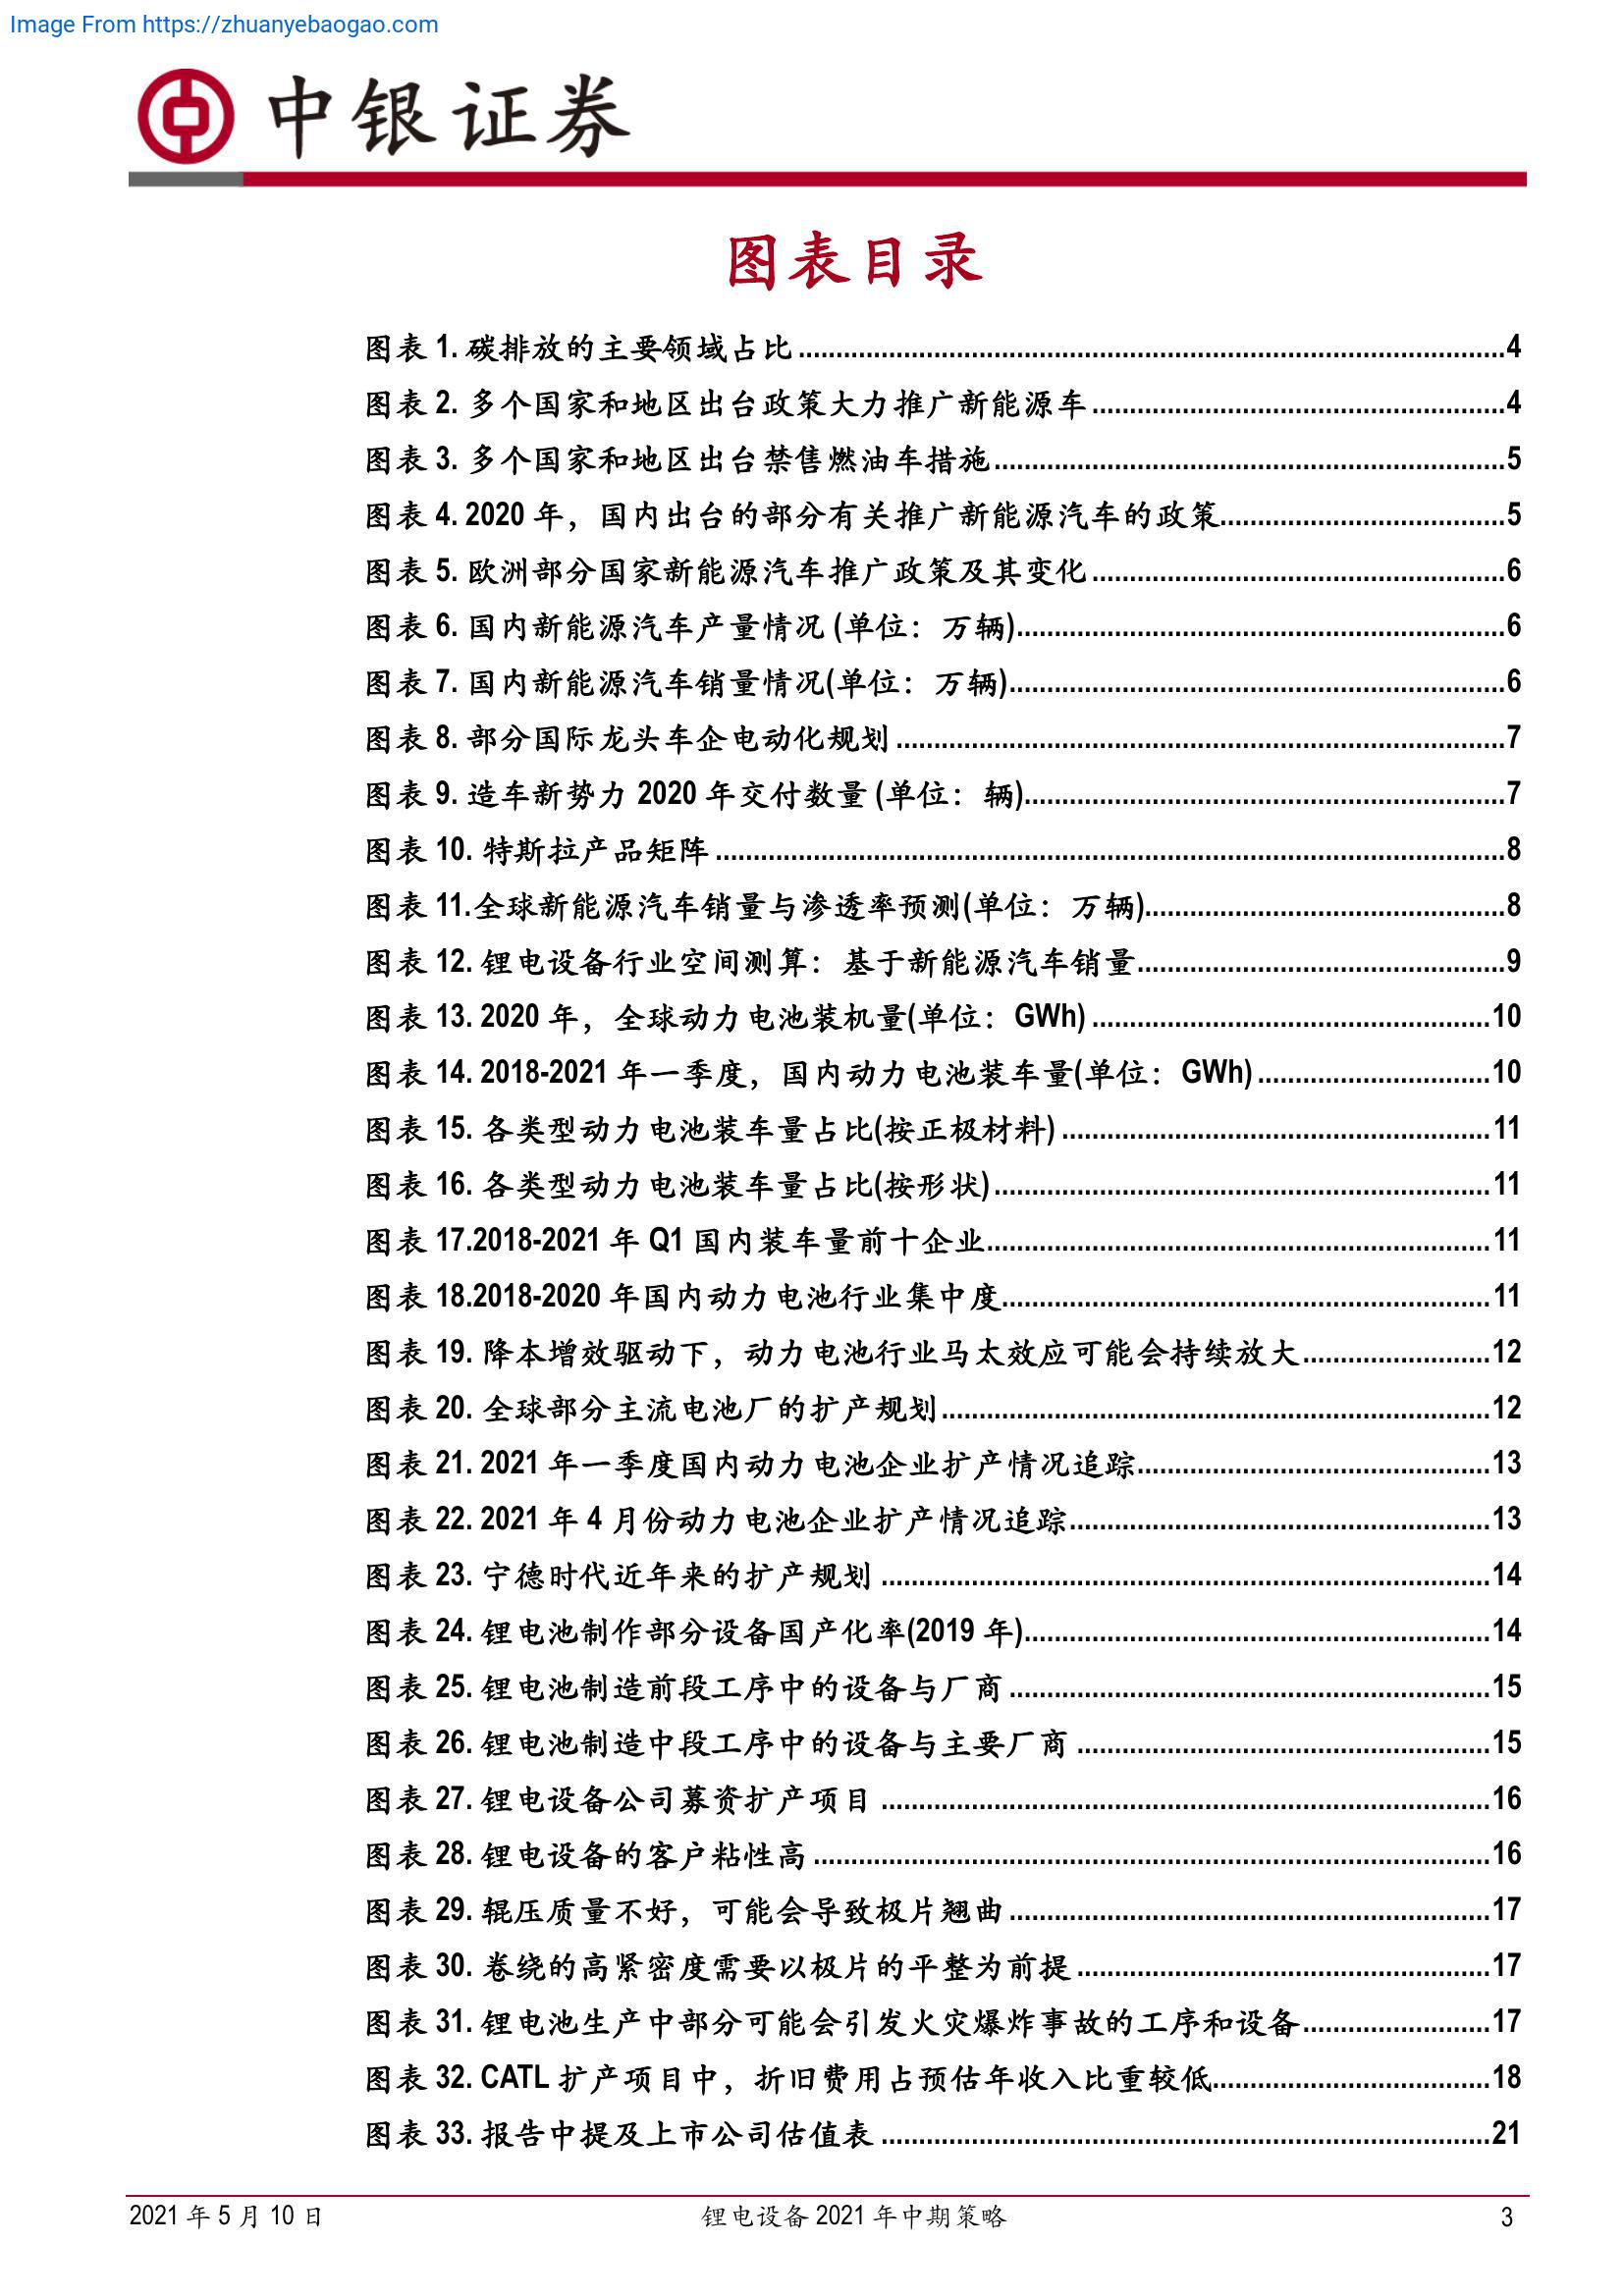 Image From https://zhuanyebaogao.com
中银证券
图表目录
图表 1. 碳排放的主要领域占比......4
图表 2. 多个国家和地区出台政策大力推广新能源车......4
图表 3. 多个国家和地区出台禁售燃油车措施......5
图表 4. 2020 年，国内出台的部分有关推广新能源汽车的政策......5
图表 5. 欧洲部分国家新能源汽车推广政策及其变化......6
图表 6. 国内新能源汽车产量情况 (单位：万辆)......6
图表 7. 国内新能源汽车销量情况(单位：万辆)......6
图表 8. 部分国际龙头车企电动化规划......7
图表 9. 造车新势力 2020 年交付数量 (单位：辆)......7
图表 10. 特斯拉产品矩阵......8
图表 11.全球新能源汽车销量与渗透率预测(单位：万辆)......8
图表 12. 锂电设备行业空间测算：基于新能源汽车销量......9
图表 13. 2020 年，全球动力电池装机量(单位：GWh)......10
图表 14. 2018-2021 年一季度，国内动力电池装车量(单位：GWh)......10
图表 15. 各类型动力电池装车量占比(按正极材料)......11
图表 16. 各类型动力电池装车量占比(按形状)......11
图表 17.2018-2021 年 Q1 国内装车量前十企业......11
图表 18.2018-2020 年国内动力电池行业集中度......11
图表 19. 降本增效驱动下，动力电池行业马太效应可能会持续放大......12
图表 20. 全球部分主流电池厂的扩产规划......12
图表 21. 2021 年一季度国内动力电池企业扩产情况追踪......13
图表 22. 2021 年 4 月份动力电池企业扩产情况追踪......13
图表 23. 宁德时代近年来的扩产规划......14
图表 24. 锂电池制作部分设备国产化率(2019 年)......14
图表 25. 锂电池制造前段工序中的设备与厂商......15
图表 26. 锂电池制造中段工序中的设备与主要厂商......15
图表 27. 锂电设备公司募资扩产项目......16
图表 28. 锂电设备的客户粘性高......16
图表 29. 辊压质量不好，可能会导致极片翘曲......17
图表 30. 卷绕的高紧密度需要以极片的平整为前提......17
图表 31. 锂电池生产中部分可能会引发火灾爆炸事故的工序和设备......17
图表 32. CATL 扩产项目中，折旧费用占预估年收入比重较低......18
图表 33. 报告中提及上市公司估值表......21
2021 年 5 月 10 日 锂电设备 2021 年中期策略 3